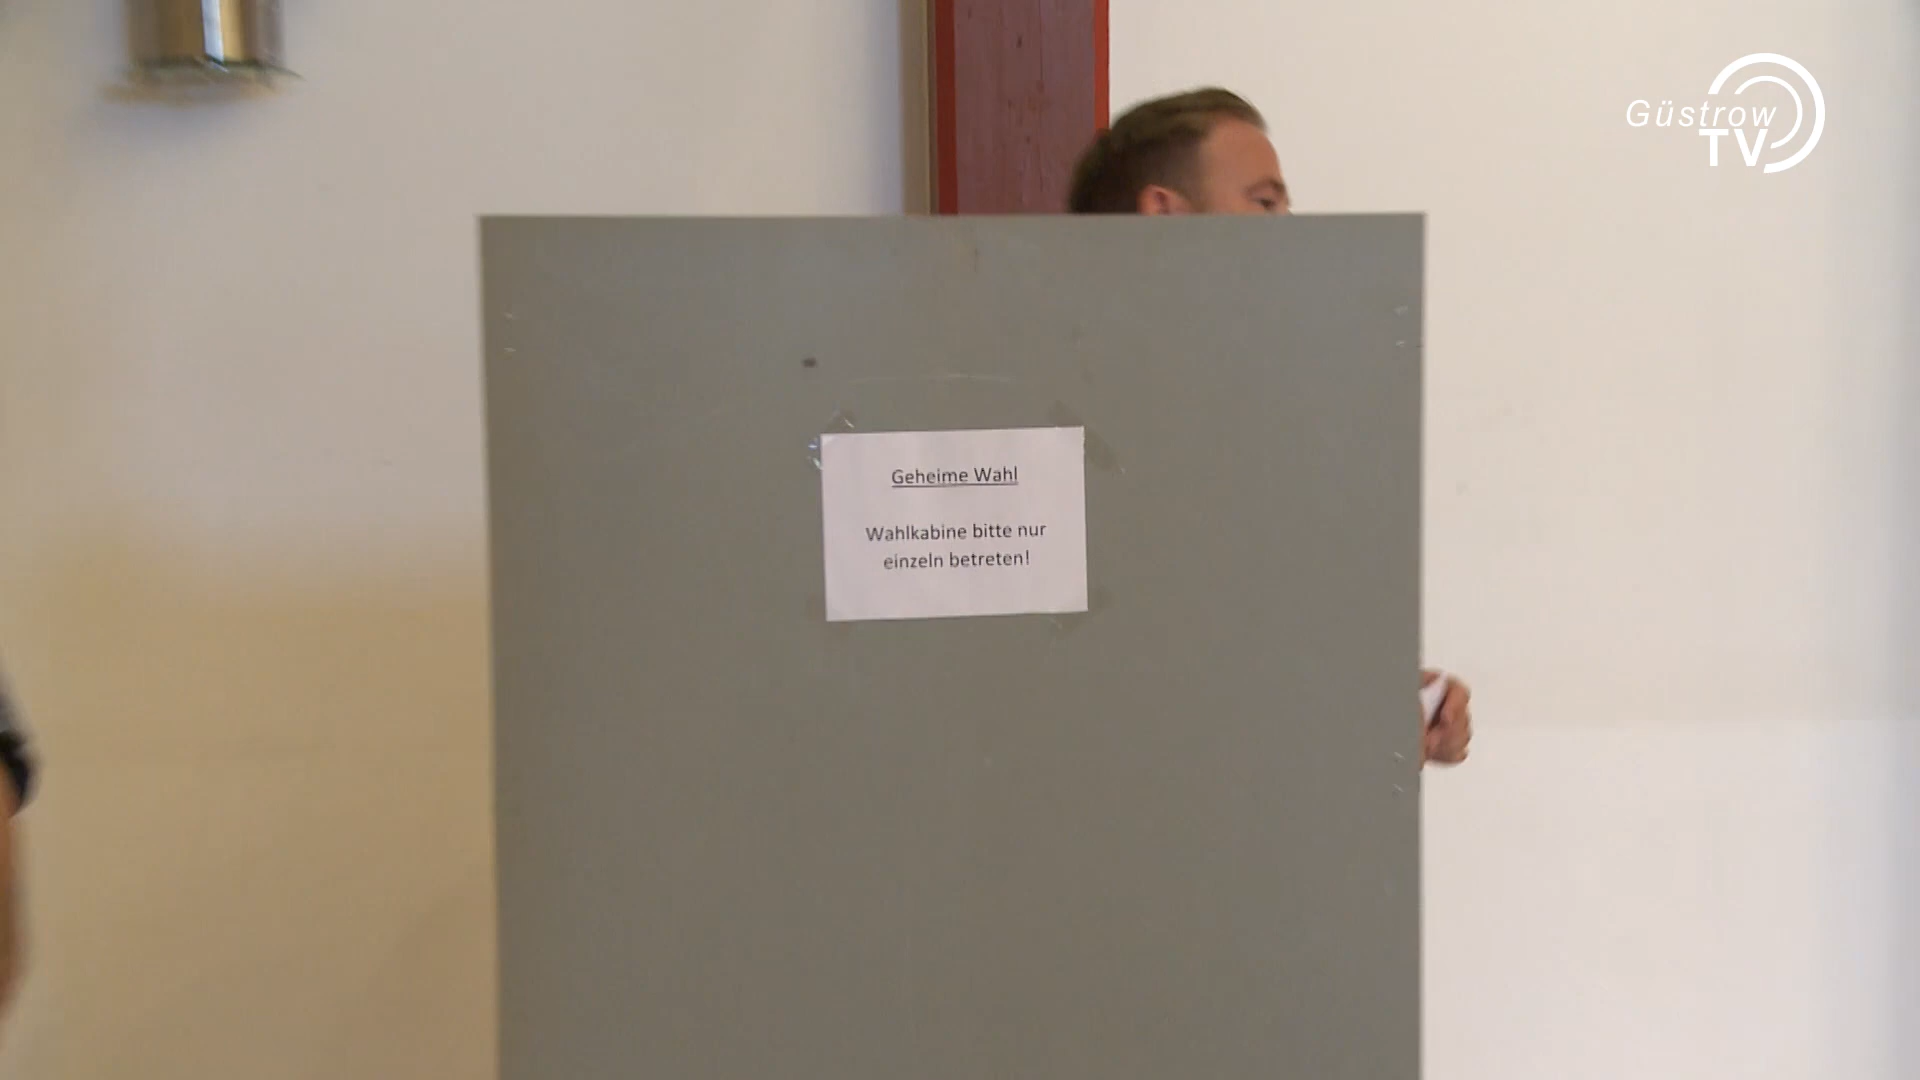 Güstrow
TV
Geheime Wahl
Wahlkabine bitte nur
einzeln betreten!